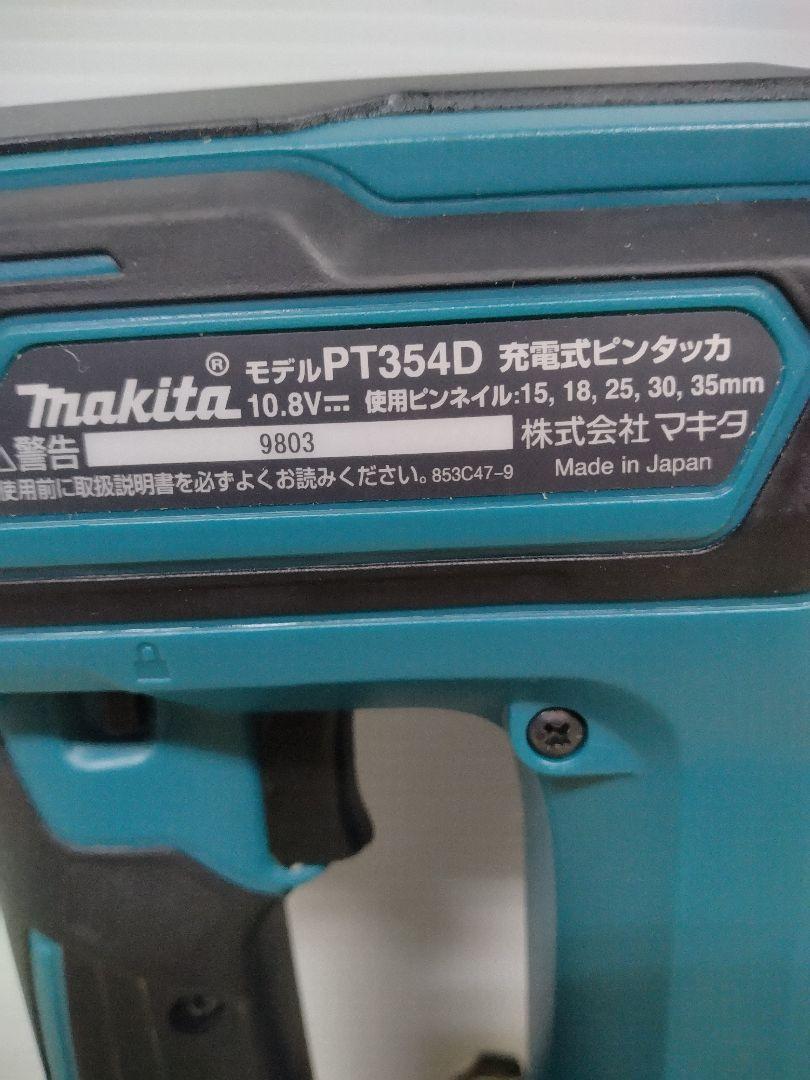 makita® モデルPT354D 充電式ピンタッカ
10.8V⎓ 使用ピンネイル:15, 18, 25, 30, 35mm
⚠警告 9803 株式会社 マキタ
使用前に取扱説明書を必ずよくお読みください。853C47-9 Made in Japan